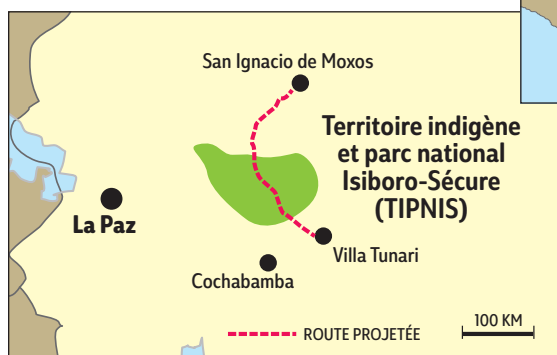 San Ignacio de Moxos
Territoire indigène
et parc national
Isiboro-Sécure
(TIPNIS)
La Paz
Villa Tunari
Cochabamba
ROUTE PROJETÉE
100 KM